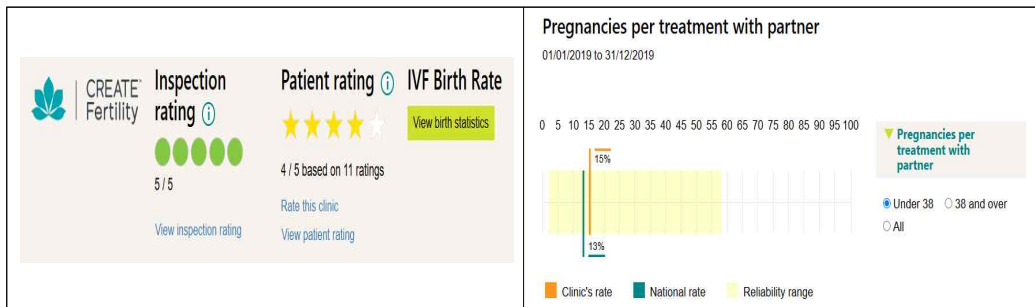 CREATE
Fertility
Inspection
rating
5 / 5
View inspection rating
Patient rating
4 / 5 based on 11 ratings
Rate this clinic
View patient rating
IVF Birth Rate
View birth statistics
Pregnancies per treatment with partner
01/01/2019 to 31/12/2019
0 5 10 15 20 25 30 35 40 45 50 55 60 65 70 75 80 85 90 95 100
15%
13%
Clinic's rate National rate Reliability range
Pregnancies per
treatment with
partner
Under 38 38 and over
All